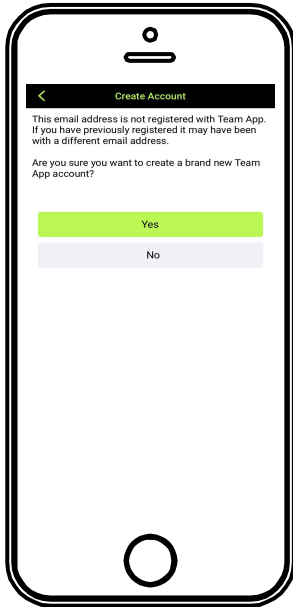 Create Account
This email address is not registered with Team App.
If you have previously registered it may have been
with a different email address.
Are you sure you want to create a brand new Team
App account?
Yes
No